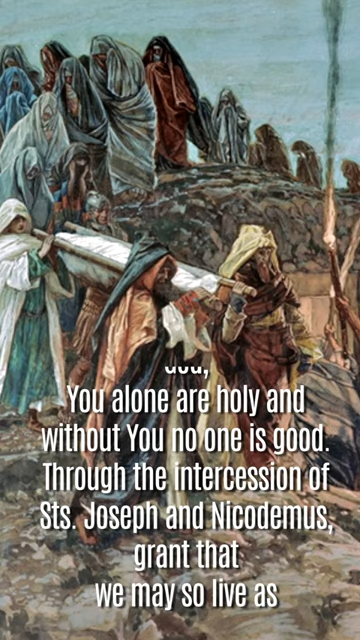 God,
You alone are holy and
without You no one is good.
Through the intercession of
Sts. Joseph and Nicodemus,
grant that
we may so live as